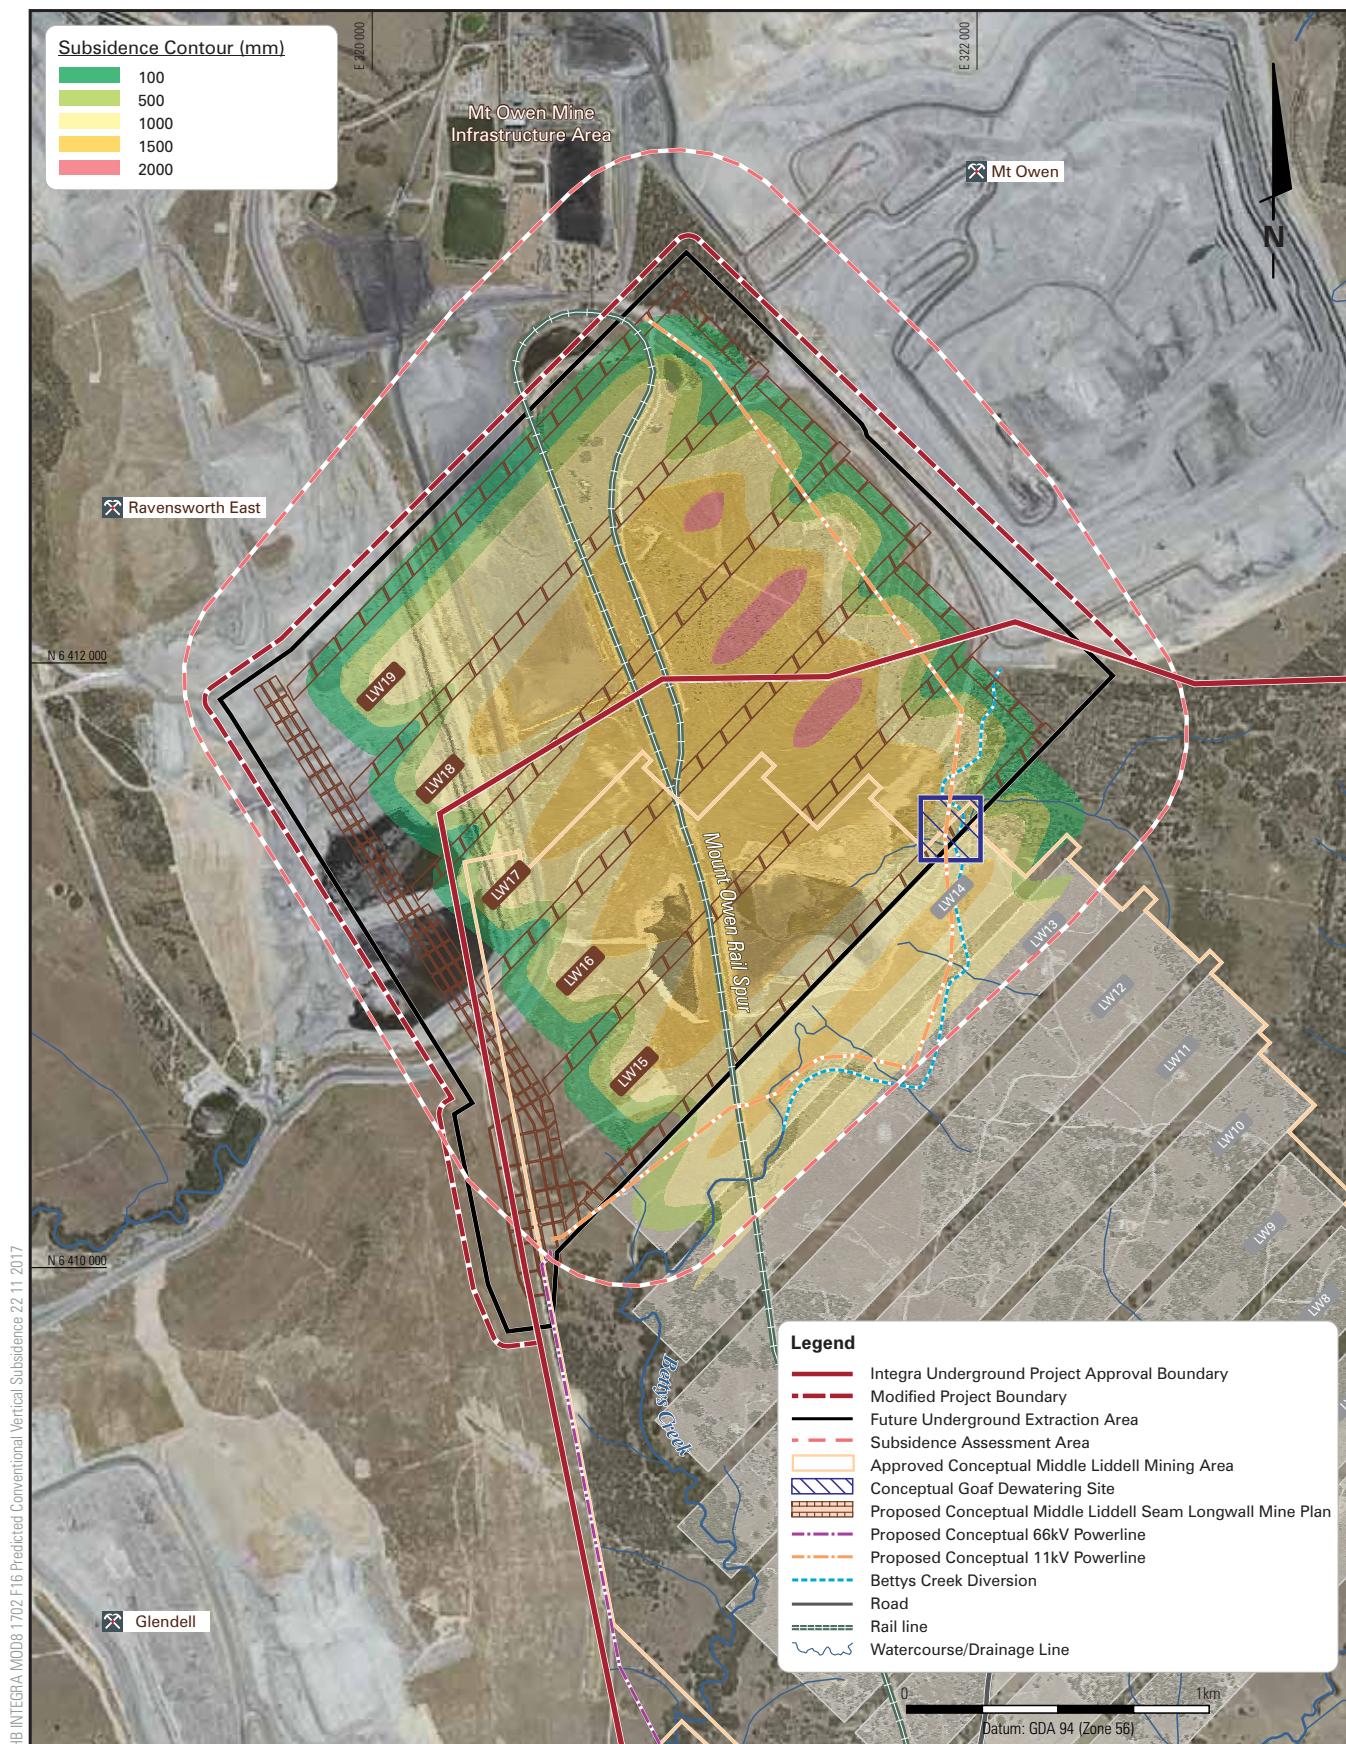 Subsidence Contour (mm)
100
500
1000
1500
2000
E 320 000
E 322 000
Mt Owen Mine
Infrastructure Area
Mt Owen
N
Ravensworth East
N 6 412 000
LW19
LW18
LW17
LW16
LW15
Mount Owen Rail Spur
LW14
LW13
LW12
LW11
LW10
LW9
LW8
N 6 410 000
Bettys Creek
Glendell
Legend
Integra Underground Project Approval Boundary
Modified Project Boundary
Future Underground Extraction Area
Subsidence Assessment Area
Approved Conceptual Middle Liddell Mining Area
Conceptual Goaf Dewatering Site
Proposed Conceptual Middle Liddell Seam Longwall Mine Plan
Proposed Conceptual 66kV Powerline
Proposed Conceptual 11kV Powerline
Bettys Creek Diversion
Road
Rail line
Watercourse/Drainage Line
0
1km
Datum: GDA 94 (Zone 56)
HB INTEGRA MOD8 1702 F16 Predicted Conventional Vertical Subsidence 22 11 2017